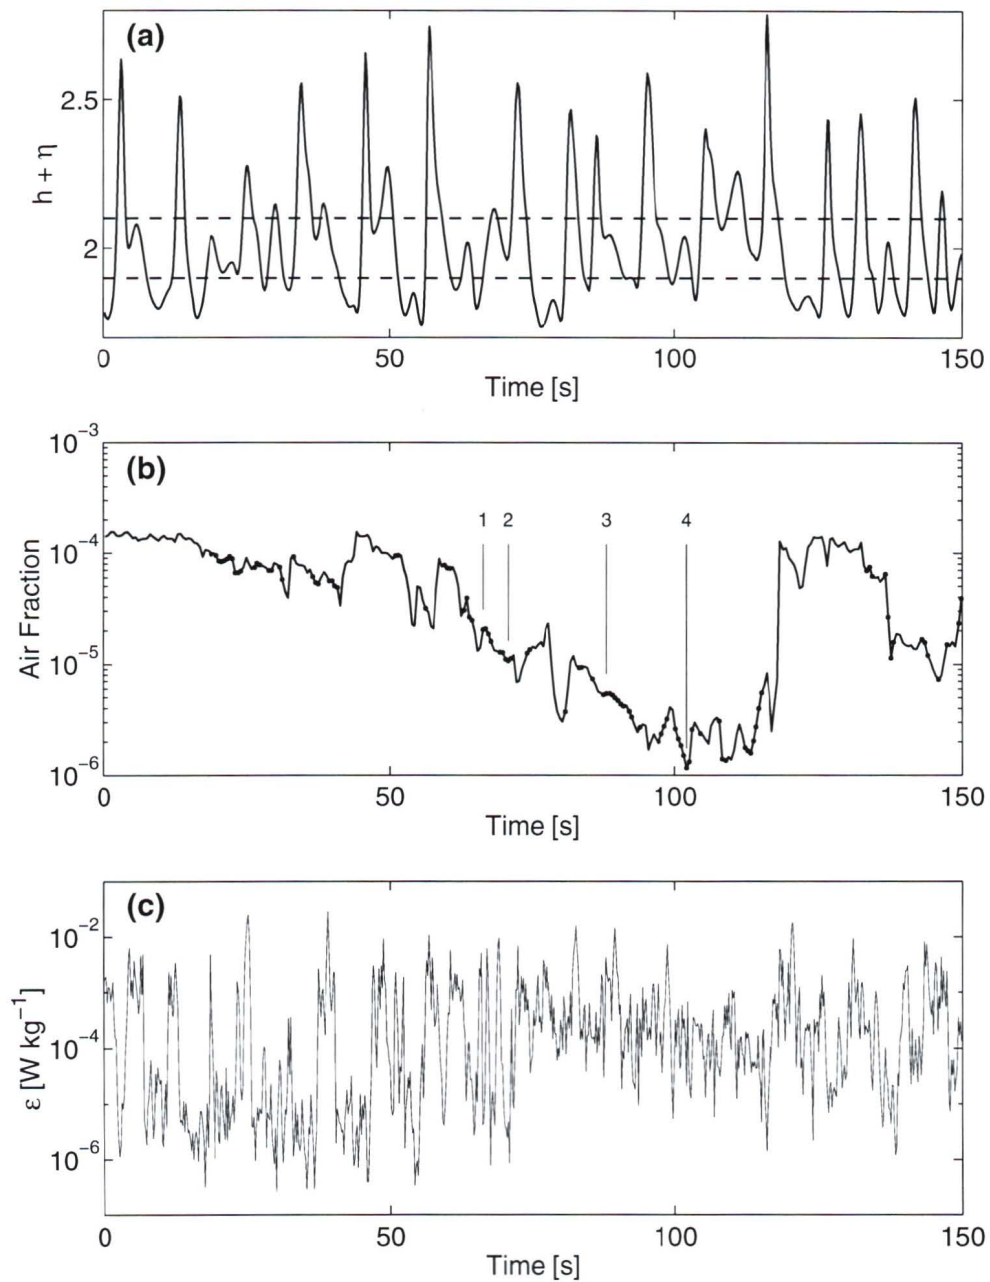 (a)
2.5
2
h + η
0 50 100 150
Time [s]
(b)
10⁻³
10⁻⁴
10⁻⁵
10⁻⁶
Air Fraction
1 2 3 4
0 50 100 150
Time [s]
(c)
10⁻²
10⁻⁴
10⁻⁶
ε [W kg⁻¹]
0 50 100 150
Time [s]